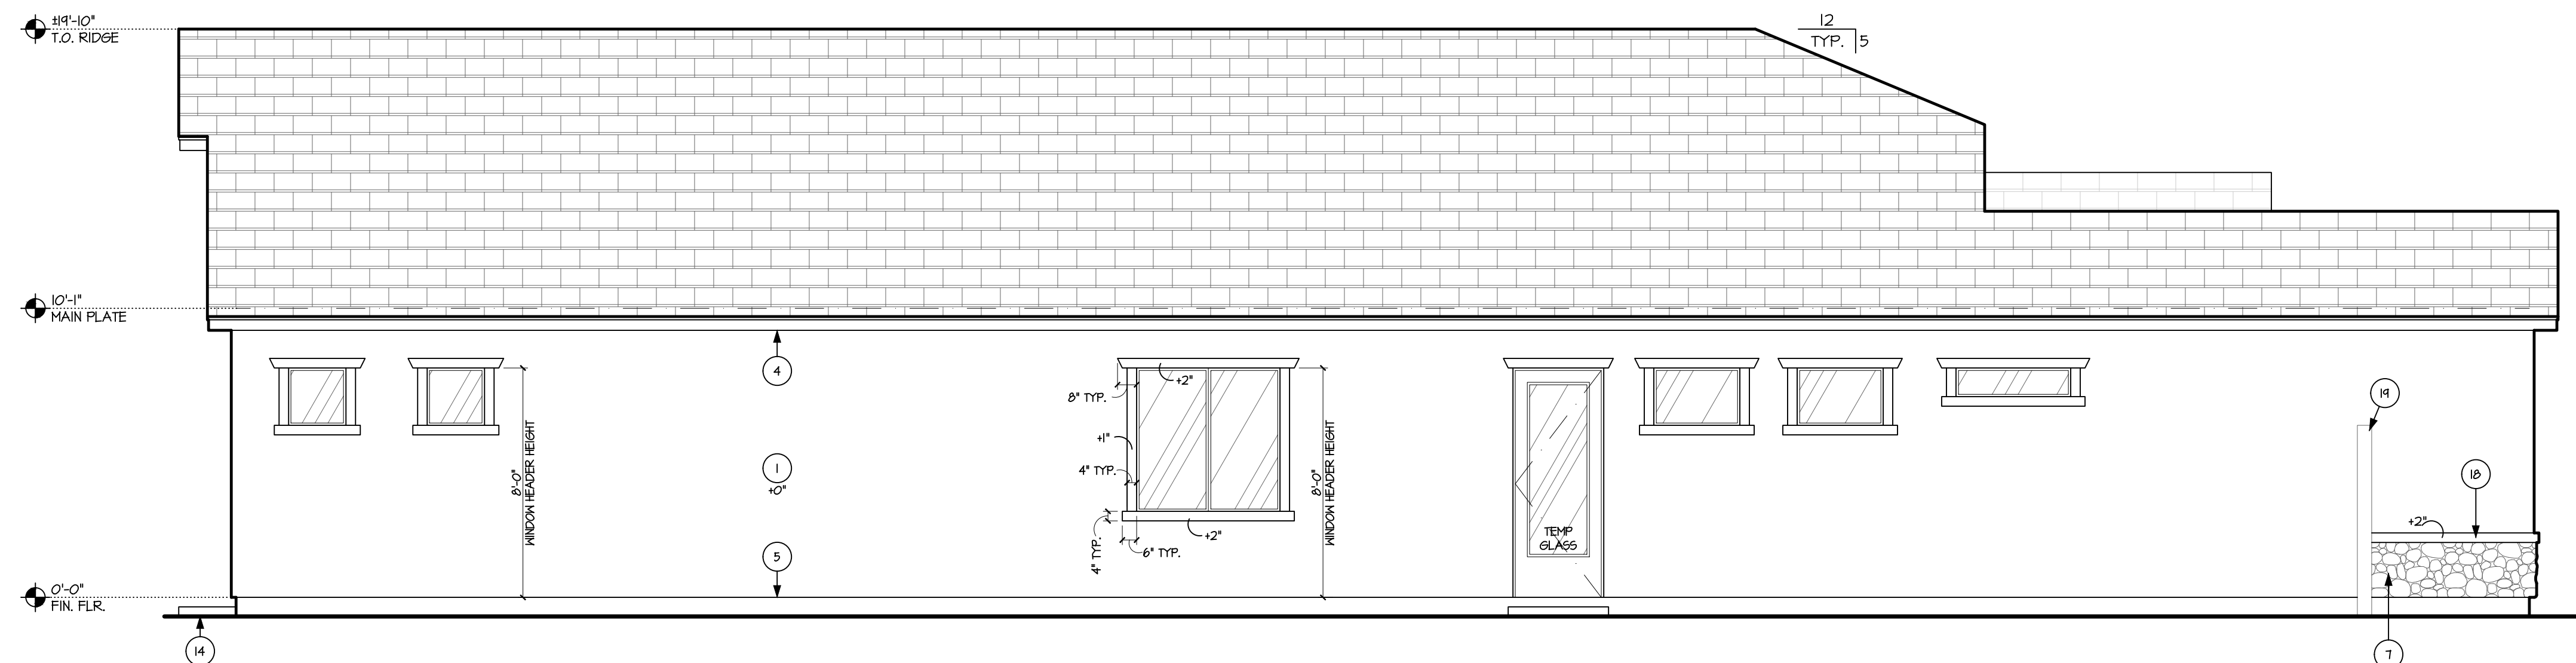 ±19'-10"
T.O. RIDGE
12
TYP.
5
10'-1"
MAIN PLATE
4
+2"
8" TYP.
19
8'-0"
WINDOW HEADER HEIGHT
+1"
8'-0"
WINDOW HEADER HEIGHT
1
+0"
4" TYP.
18
+2"
+2"
TEMP
GLASS
4" TYP.
6" TYP.
5
0'-0"
FIN. FLR.
14
7